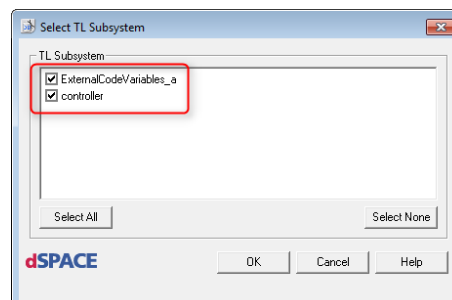 Select TL Subsystem
TL Subsystem
ExternalCodeVariables_a
controller
Select All
Select None
dSPACE
OK
Cancel
Help